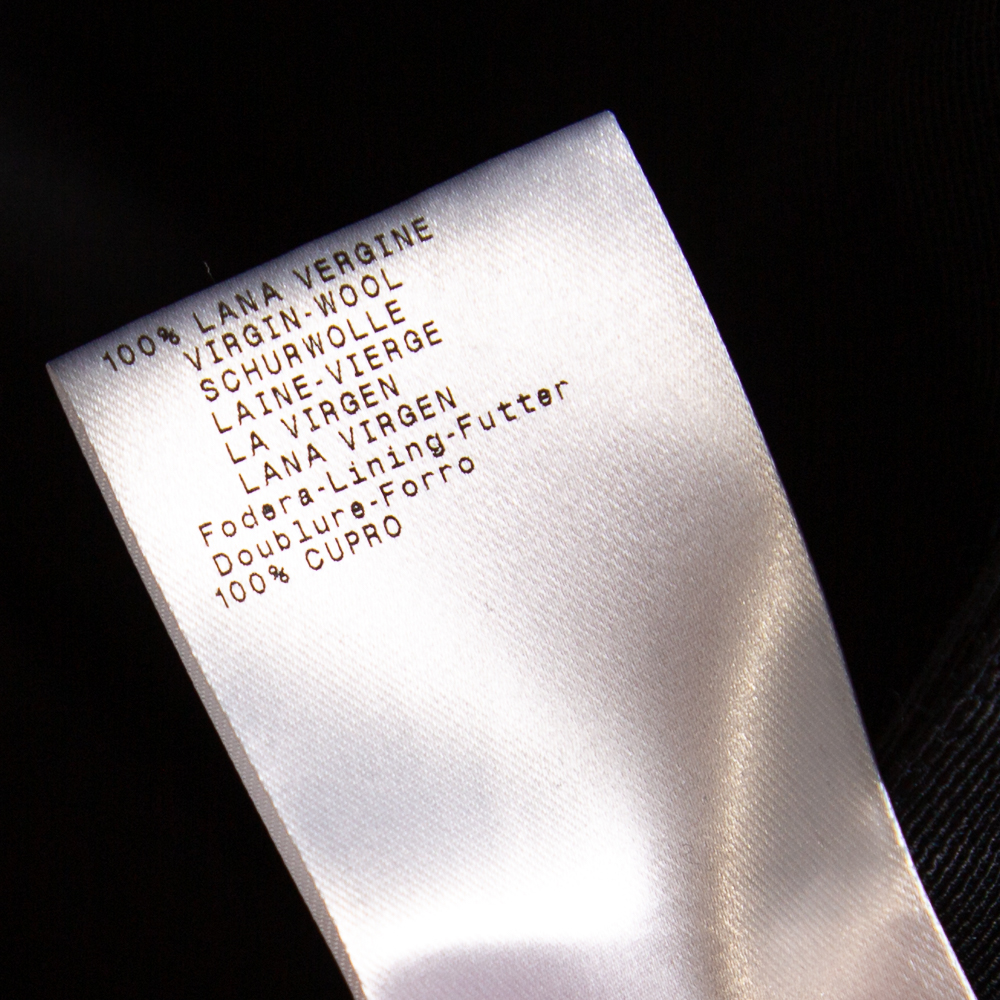 100% LANA VERGINE
VIRGIN-WOOL
SCHURWOLLE
LAINE-VIERGE
LA VIRGEN
LANA VIRGEN
Fodera-Lining-Futter
Doublure-Forro
100% CUPRO